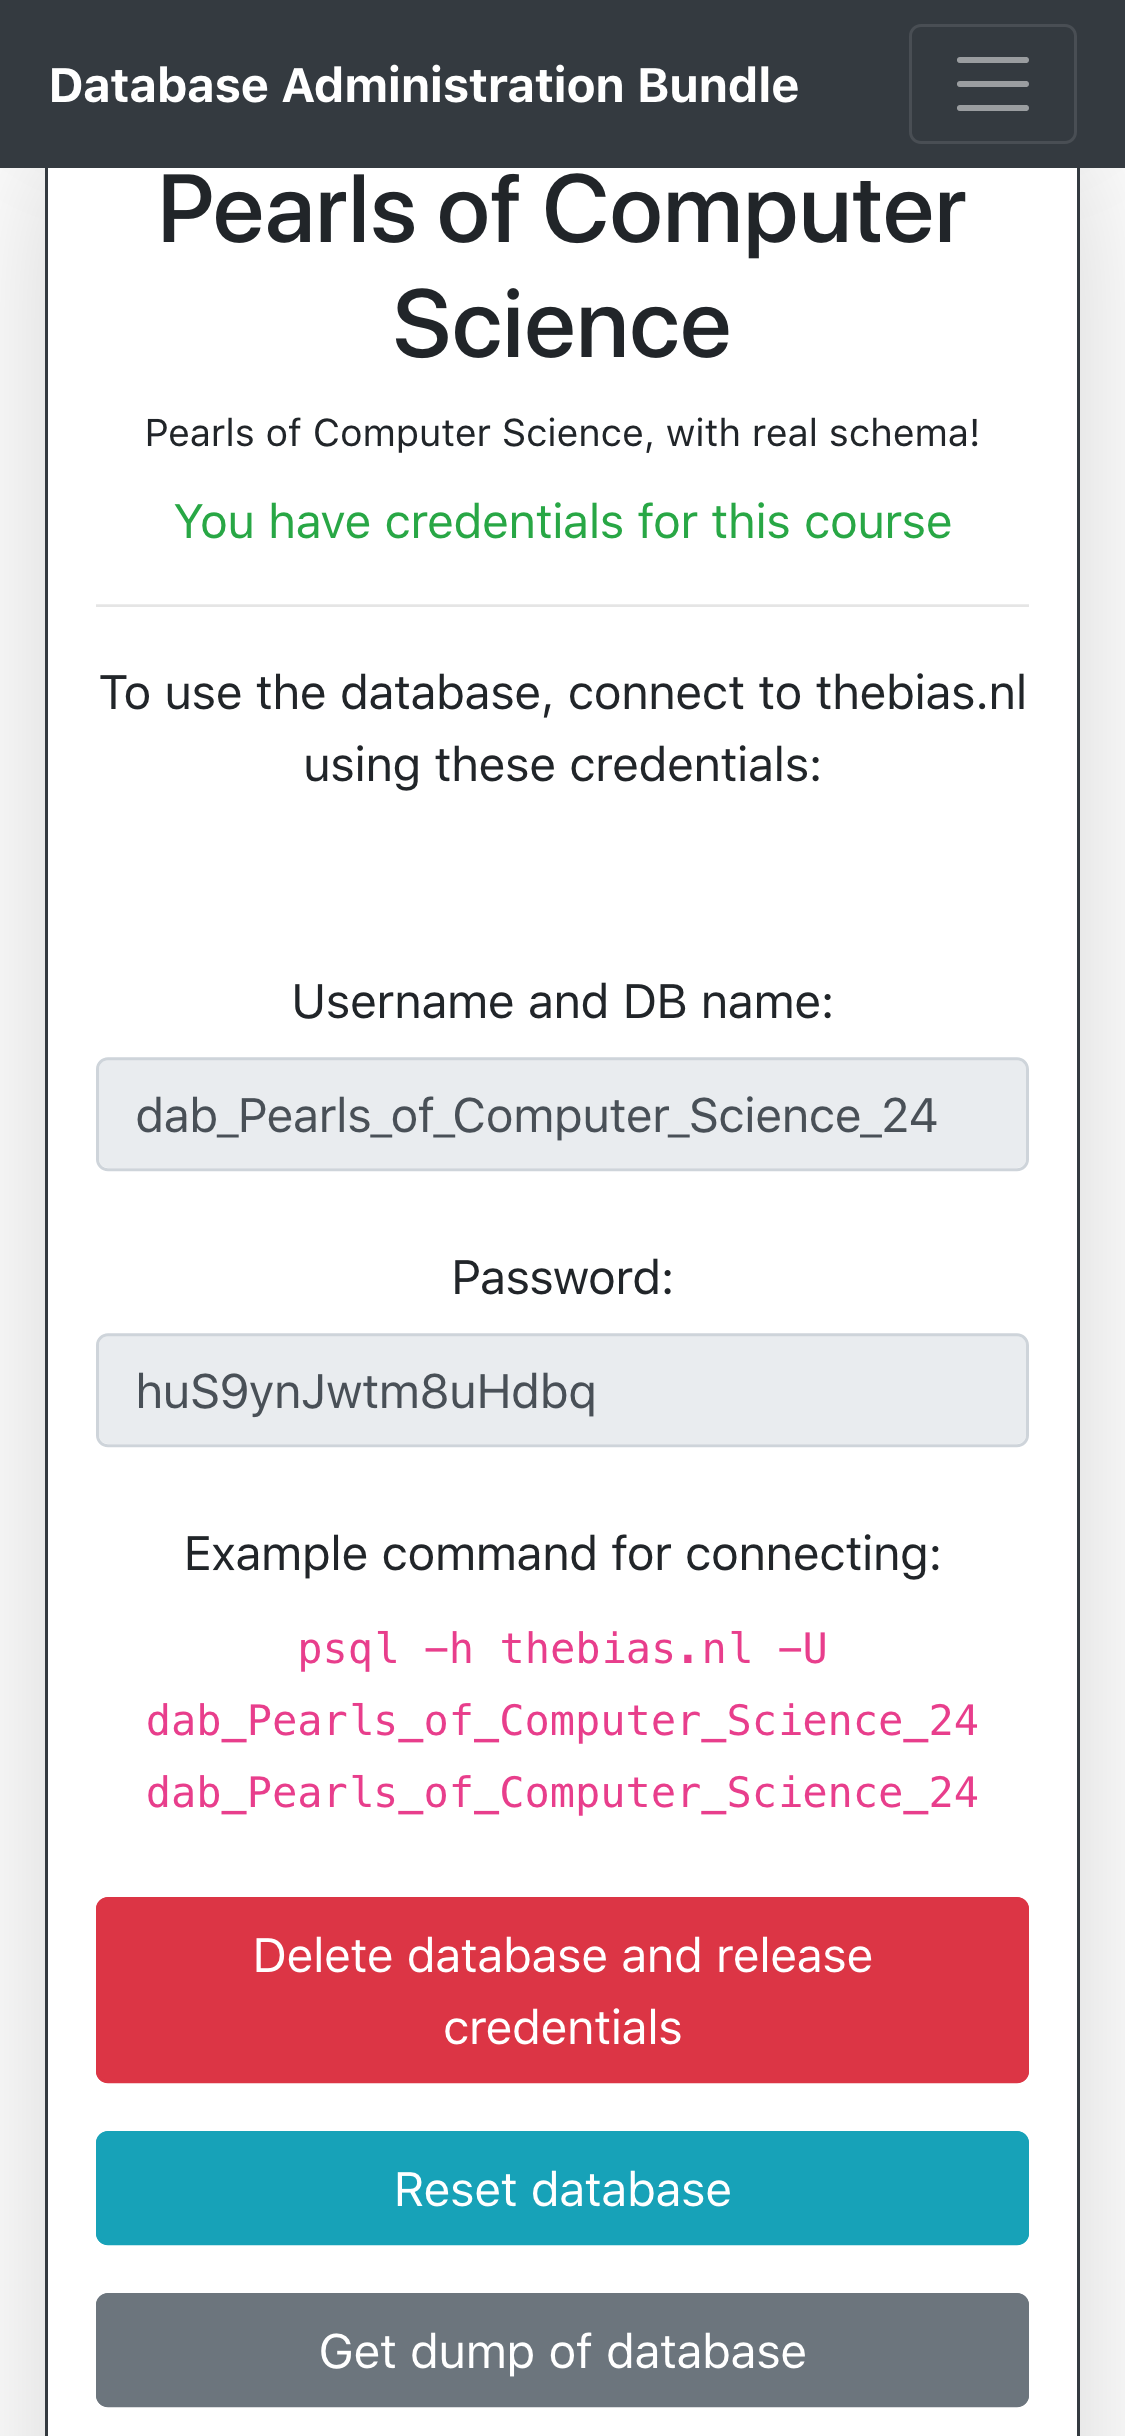 Database Administration Bundle
Pearls of Computer
Science
Pearls of Computer Science, with real schema!
You have credentials for this course
To use the database, connect to thebias.nl
using these credentials:
Username and DB name:
dab_Pearls_of_Computer_Science_24
Password:
huS9ynJwtm8uHdbq
Example command for connecting:
psql -h thebias.nl -U
dab_Pearls_of_Computer_Science_24
dab_Pearls_of_Computer_Science_24
Delete database and release
credentials
Reset database
Get dump of database